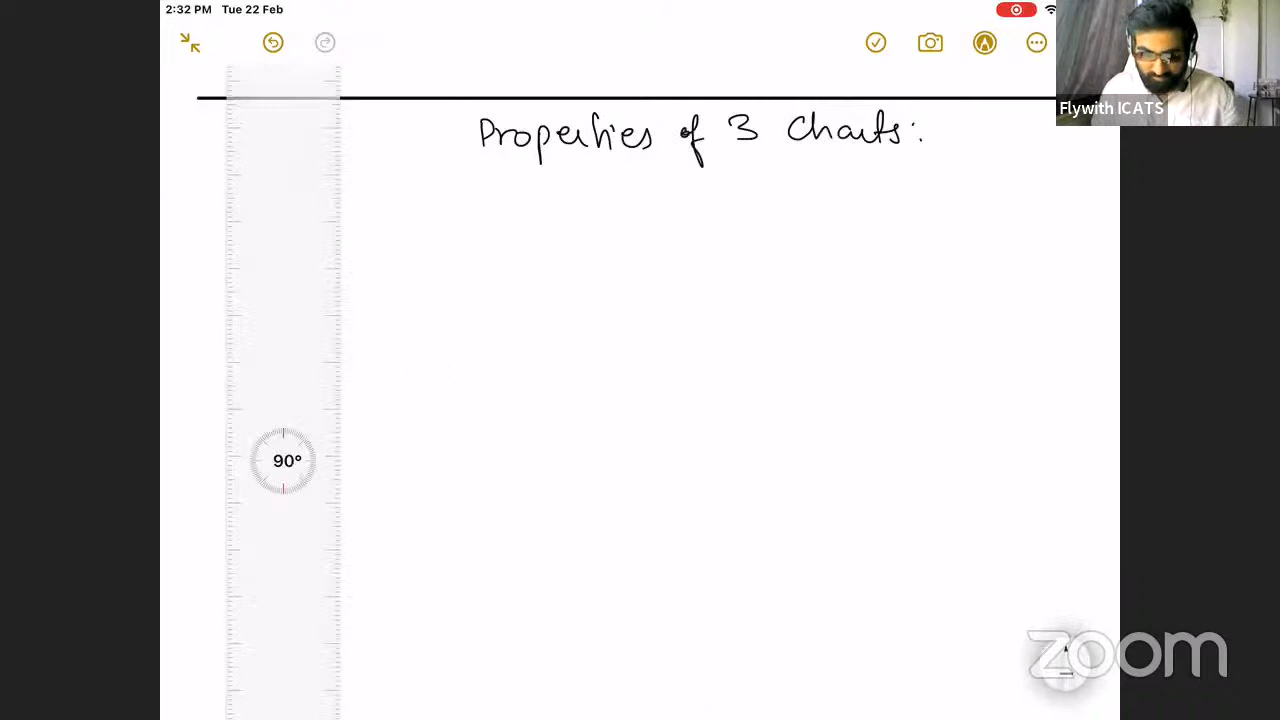 2:32 PM Tue 22 Feb
Flywith ICATS
Properties of 3 Charts.
90°
zoom